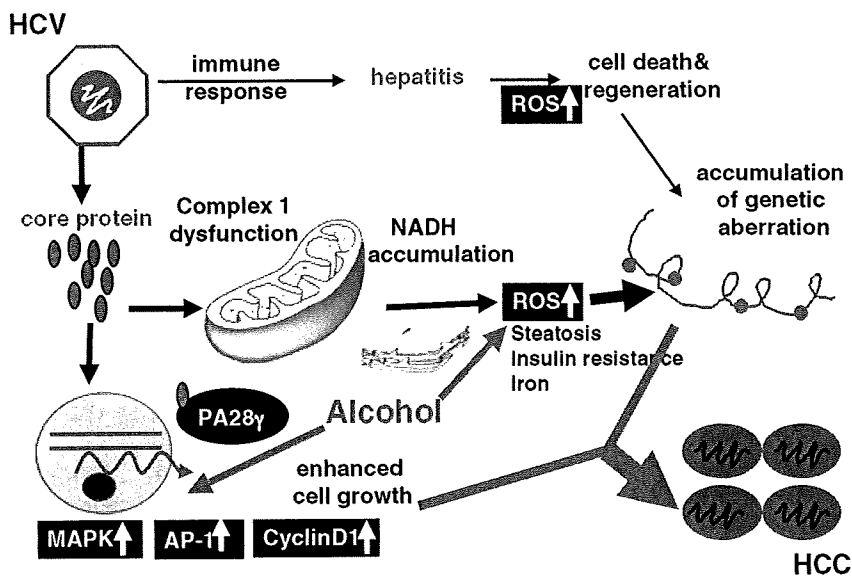 HCV
immune
response
hepatitis
cell death&
regeneration
ROS
accumulation
of genetic
aberration
core protein
Complex 1
dysfunction
NADH
accumulation
ROS
Steatosis
Insulin resistance
Iron
PA28γ
Alcohol
enhanced
cell growth
MAPK
AP-1
CyclinD1
HCC